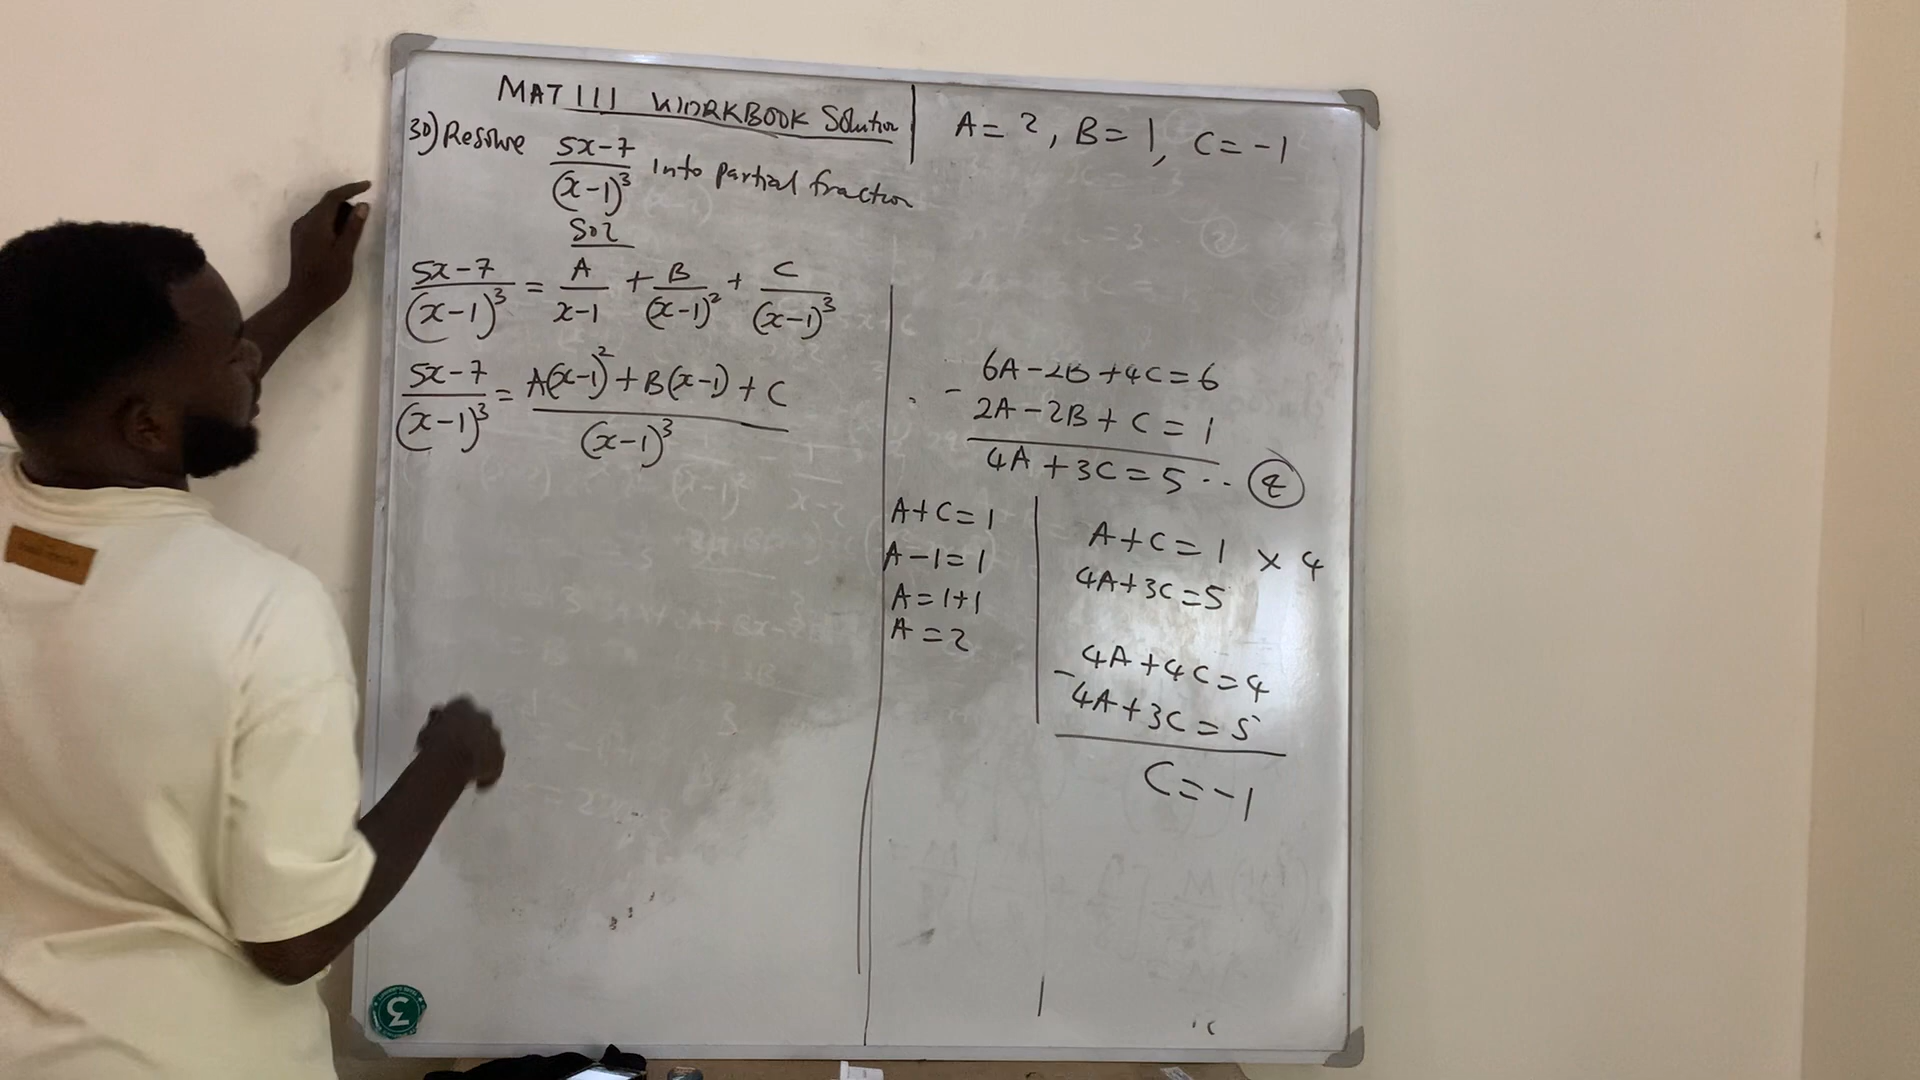 MAT 111 WORKBOOK Solution
30) Resolve 5x-7/(x-1)³ into partial fraction
Sol
5x-7/(x-1)³ = A/x-1 + B/(x-1)² + C/(x-1)³
5x-7/(x-1)³ = A(x-1)²+B(x-1)+C/(x-1)³
A=2, B=1, C=-1
6A-2B+4C=6
- 2A-2B+C=1
4A+3C=5 ..
A+C=1
A-1=1
A=1+1
A=2
A+C=1 × 4
4A+3C=5
4A+4C=4
- 4A+3C=5
C=-1